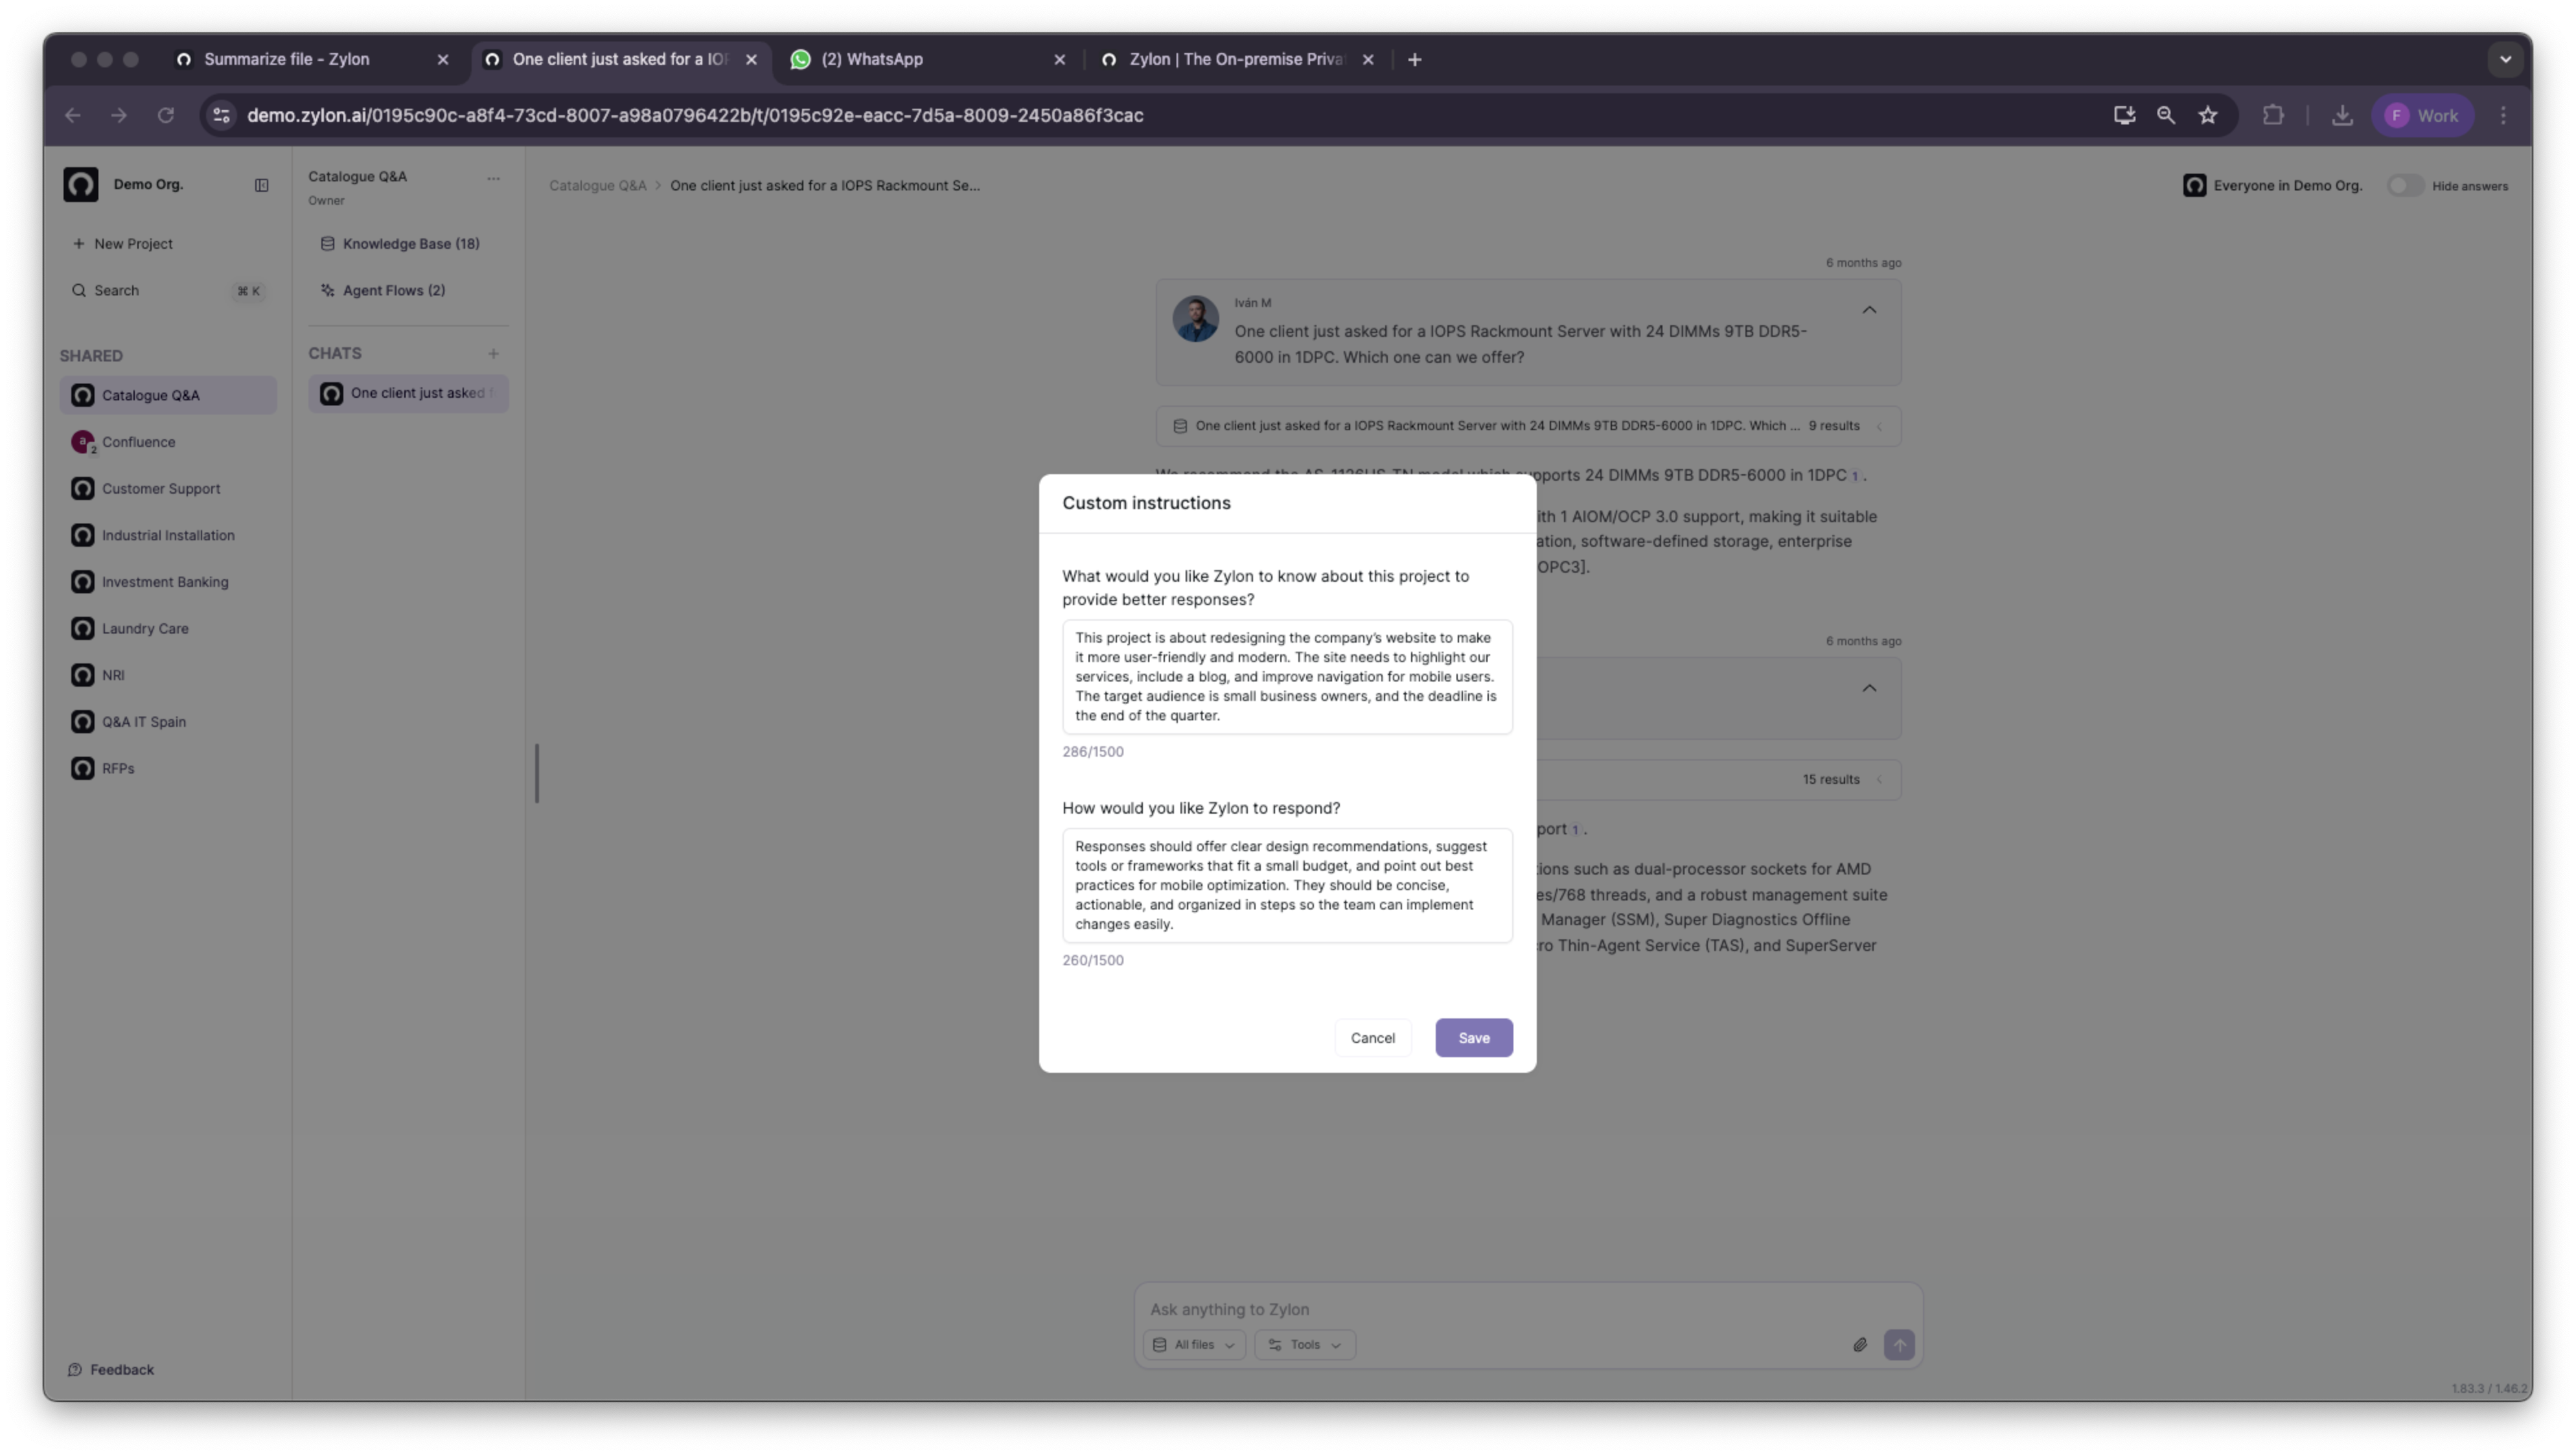 Summarize file - Zylon
One client just asked for a IOP
(2) WhatsApp
Zylon | The On-premise Priva
demo.zylon.ai/0195c90c-a8f4-73cd-8007-a98a0796422b/t/0195c92e-eacc-7d5a-8009-2450a86f3cac
F Work
Demo Org.
New Project
Search ⌘ K
SHARED
Catalogue Q&A
a 2 Confluence
Customer Support
Industrial Installation
Investment Banking
Laundry Care
NRI
Q&A IT Spain
RFPs
Feedback
Catalogue Q&A ...
Owner
Knowledge Base (18)
Agent Flows (2)
CHATS +
One client just asked f
Catalogue Q&A > One client just asked for a IOPS Rackmount Se...
Everyone in Demo Org. Hide answers
6 months ago
Iván M
One client just asked for a IOPS Rackmount Server with 24 DIMMs 9TB DDR5-
6000 in 1DPC. Which one can we offer?
One client just asked for a IOPS Rackmount Server with 24 DIMMs 9TB DDR5-6000 in 1DPC. Which ... 9 results
We recommend the AS-1126HS-TN model which supports 24 DIMMs 9TB DDR5-6000 in 1DPC 1 .
ith 1 AIOM/OCP 3.0 support, making it suitable
ation, software-defined storage, enterprise
OPC3].
6 months ago
15 results
port 1 .
ions such as dual-processor sockets for AMD
es/768 threads, and a robust management suite
Manager (SSM), Super Diagnostics Offline
ro Thin-Agent Service (TAS), and SuperServer
Custom instructions
What would you like Zylon to know about this project to
provide better responses?
This project is about redesigning the company's website to make
it more user-friendly and modern. The site needs to highlight our
services, include a blog, and improve navigation for mobile users.
The target audience is small business owners, and the deadline is
the end of the quarter.
286/1500
How would you like Zylon to respond?
Responses should offer clear design recommendations, suggest
tools or frameworks that fit a small budget, and point out best
practices for mobile optimization. They should be concise,
actionable, and organized in steps so the team can implement
changes easily.
260/1500
Cancel Save
Ask anything to Zylon
All files Tools
1.83.3 / 1.46.2